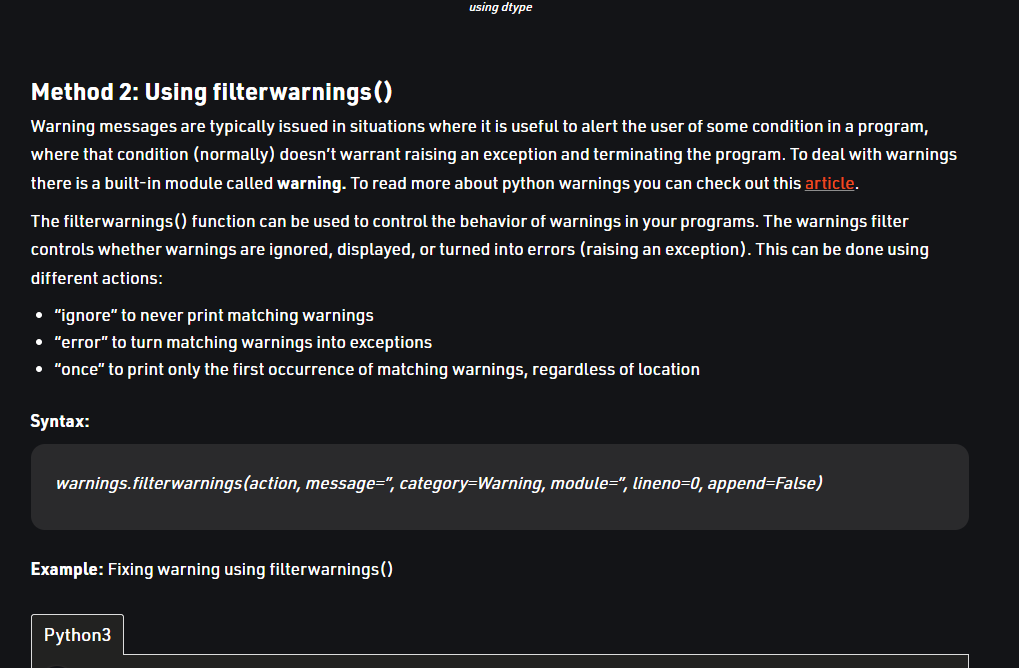 using dtype
Method 2: Using filterwarnings()
Warning messages are typically issued in situations where it is useful to alert the user of some condition in a program,
where that condition (normally) doesn’t warrant raising an exception and terminating the program. To deal with warnings
there is a built-in module called warning. To read more about python warnings you can check out this article.
The filterwarnings() function can be used to control the behavior of warnings in your programs. The warnings filter
controls whether warnings are ignored, displayed, or turned into errors (raising an exception). This can be done using
different actions:
• “ignore” to never print matching warnings
• “error” to turn matching warnings into exceptions
• “once” to print only the first occurrence of matching warnings, regardless of location
Syntax:
warnings.filterwarnings(action, message=”, category=Warning, module=”, lineno=0, append=False)
Example: Fixing warning using filterwarnings()
Python3